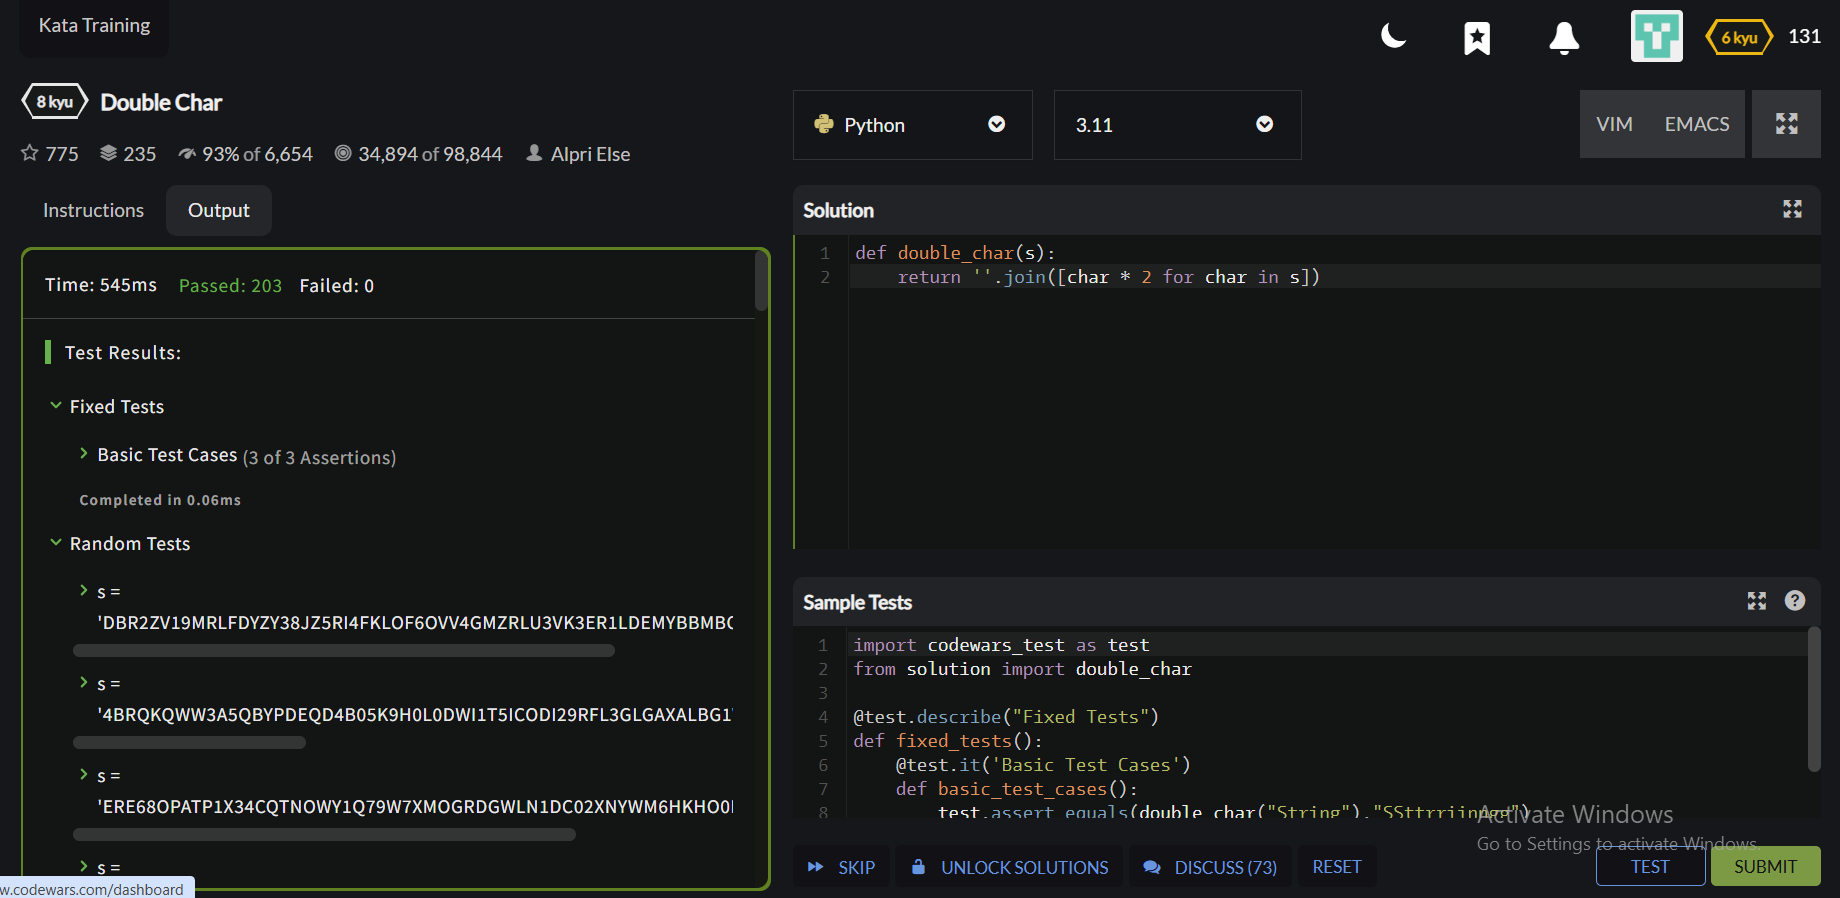 Kata Training
6 kyu
131
8 kyu
Double Char
775
235
93% of 6,654
34,894 of 98,844
Alpri Else
Python
3.11
VIM
EMACS
Instructions
Output
Time: 545ms
Passed: 203
Failed: 0
Test Results:
Fixed Tests
Basic Test Cases (3 of 3 Assertions)
Completed in 0.06ms
Random Tests
s =
'DBR2ZV19MRLFDYZY38JZ5RI4FKLOF6OVV4GMZRLU3VK3ER1LDEMYBBMBC
s =
'4BRQKQWW3A5QBYPDEQD4B05K9H0L0DWI1T5ICODI29RFL3GLGAXALBG1
s =
'ERE68OPATP1X34CQTNOWY1Q79W7XMOGRDGWLN1DC02XNYWM6HKHO0
s =
w.codewars.com/dashboard
Solution
1 def double_char(s):
2     return ''.join([char * 2 for char in s])
Sample Tests
1 import codewars_test as test
2 from solution import double_char
3
4 @test.describe("Fixed Tests")
5 def fixed_tests():
6     @test.it('Basic Test Cases')
7     def basic_test_cases():
8         test.assert_equals(double_char("String"),"SSttrriinngg")
Activate Windows
Go to Settings to activate Windows.
SKIP
UNLOCK SOLUTIONS
DISCUSS (73)
RESET
TEST
SUBMIT